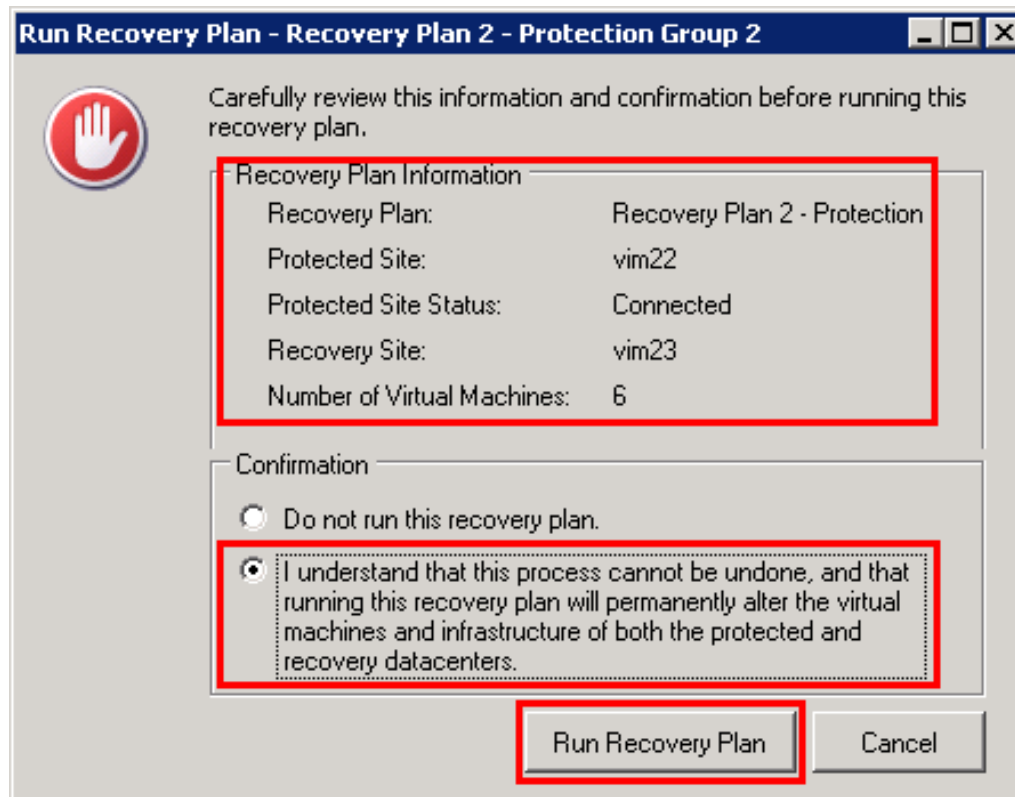 Run Recovery Plan - Recovery Plan 2 - Protection Group 2
Carefully review this information and confirmation before running this
recovery plan.
Recovery Plan Information
Recovery Plan: Recovery Plan 2 - Protection
Protected Site: vim22
Protected Site Status: Connected
Recovery Site: vim23
Number of Virtual Machines: 6
Confirmation
Do not run this recovery plan.
I understand that this process cannot be undone, and that
running this recovery plan will permanently alter the virtual
machines and infrastructure of both the protected and
recovery datacenters.
Run Recovery Plan Cancel